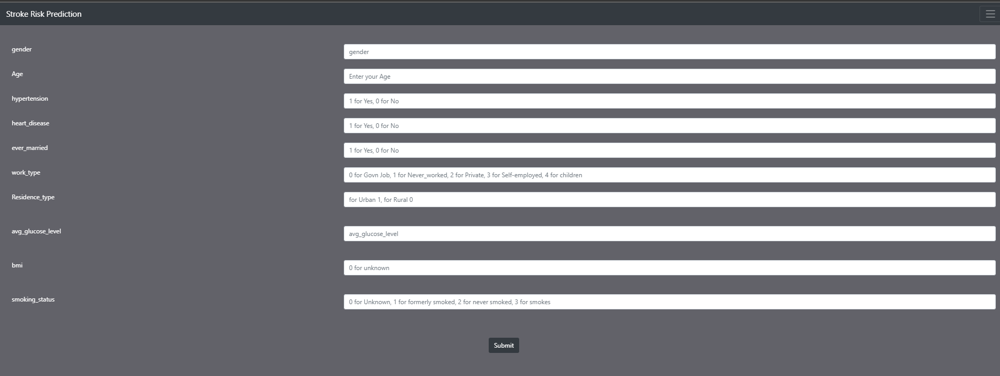 Stroke Risk Prediction
gender
gender
Age
Enter your Age
hypertension
1 for Yes, 0 for No
heart_disease
1 for Yes, 0 for No
ever_married
1 for Yes, 0 for No
work_type
0 for Govn Job, 1 for Never_worked, 2 for Private, 3 for Self-employed, 4 for children
Residence_type
for Urban 1, for Rural 0
avg_glucose_level
avg_glucose_level
bmi
0 for unknown
smoking_status
0 for Unknown, 1 for formerly smoked, 2 for never smoked, 3 for smokes
Submit